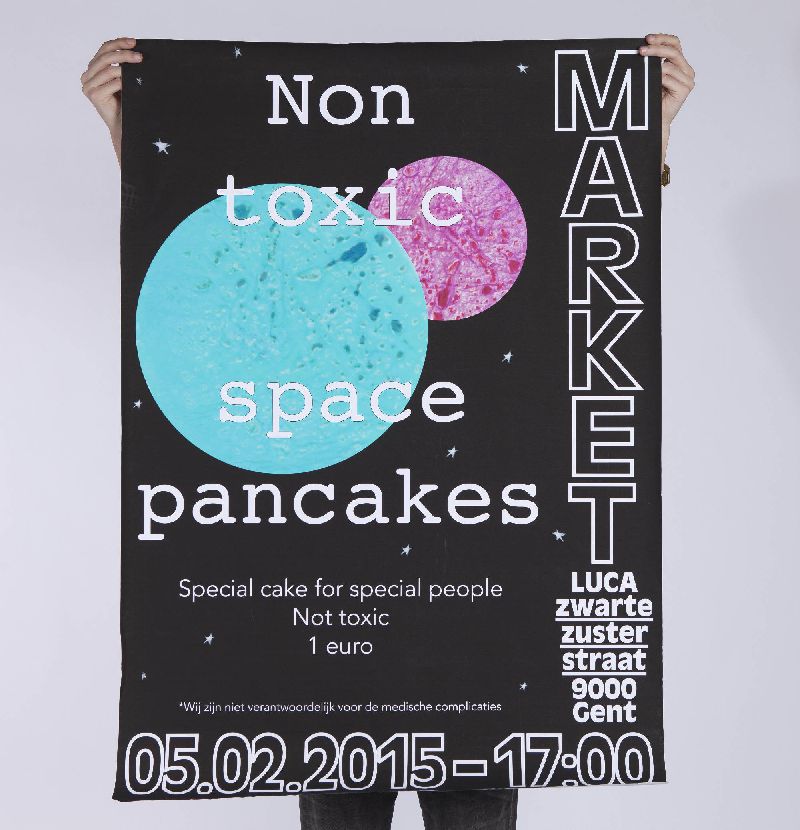 Non
toxic
space
pancakes
Special cake for special people
Not toxic
1 euro
*Wij zijn niet verantwoordelijk voor de medische complicaties
MARKET
LUCA
zwarte
zuster
straat
9000
Gent
05.02.2015-17:00